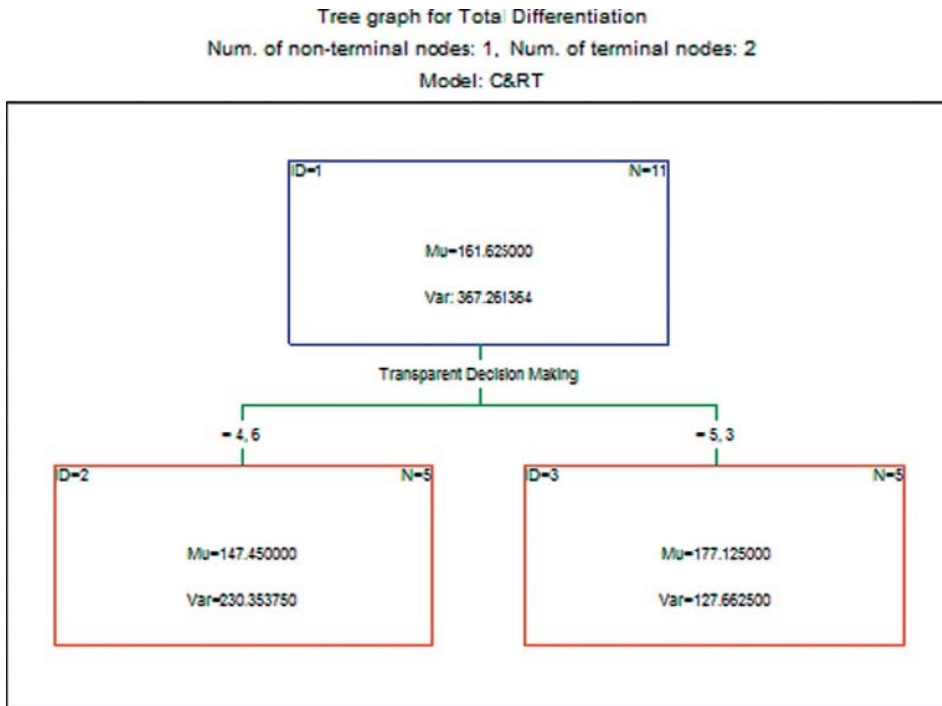 Tree graph for Total Differentiation
Num. of non-terminal nodes: 1, Num. of terminal nodes: 2
Model: C&RT
ID=1 N=11
Mu=161.625000
Var: 367.261364
Transparent Decision Making
= 4, 6 = 5, 3
ID=2 N=5 ID=3 N=5
Mu=147.450000 Mu=177.125000
Var=230.353750 Var=127.662500